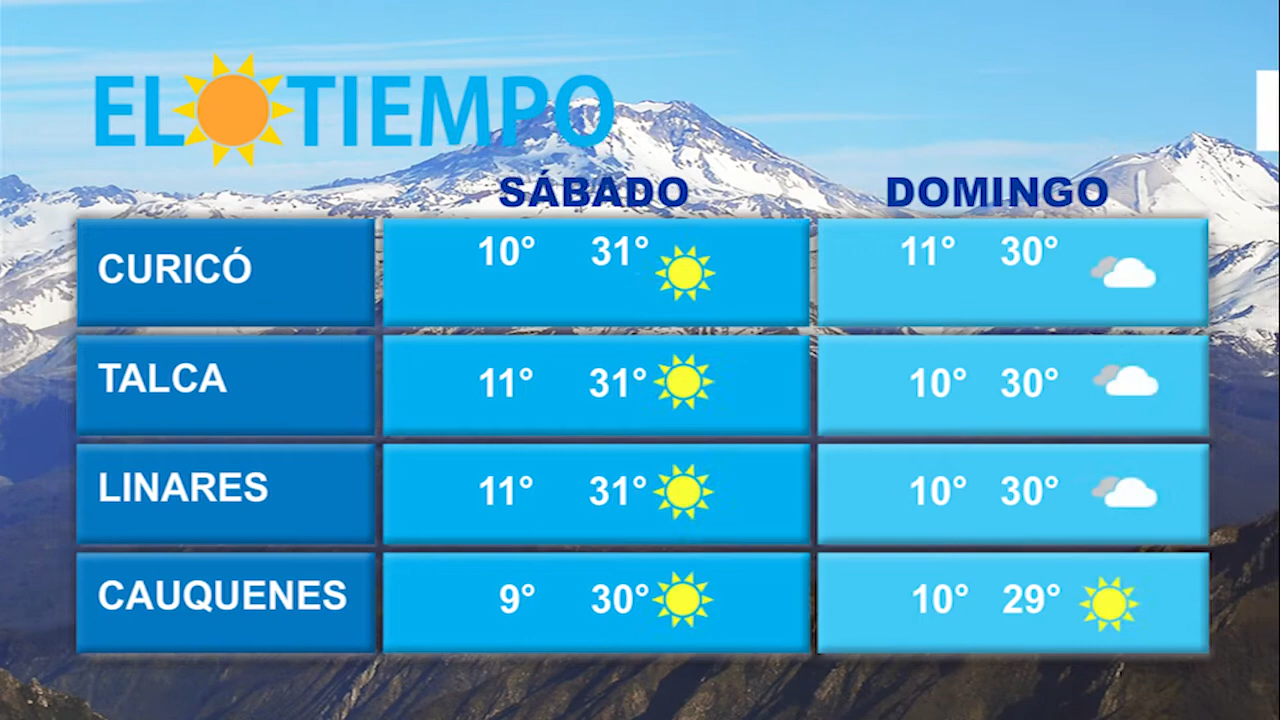 EL TIEMPO
SÁBADO DOMINGO
CURICÓ 10° 31° 11° 30°
TALCA 11° 31° 10° 30°
LINARES 11° 31° 10° 30°
CAUQUENES 9° 30° 10° 29°